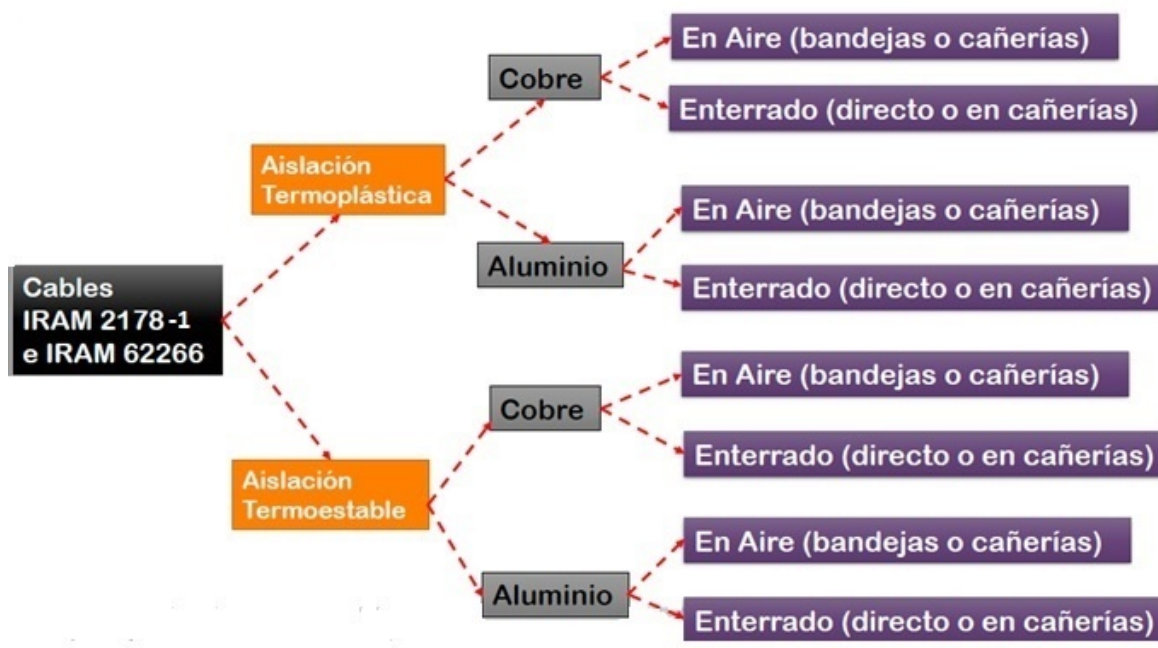 En Aire (bandejas o cañerías)
Cobre
Enterrado (directo o en cañerías)
Aislación
Termoplástica
En Aire (bandejas o cañerías)
Aluminio
Enterrado (directo o en cañerías)
Cables
IRAM 2178-1
e IRAM 62266
En Aire (bandejas o cañerías)
Cobre
Enterrado (directo o en cañerías)
Aislación
Termoestable
En Aire (bandejas o cañerías)
Aluminio
Enterrado (directo o en cañerías)